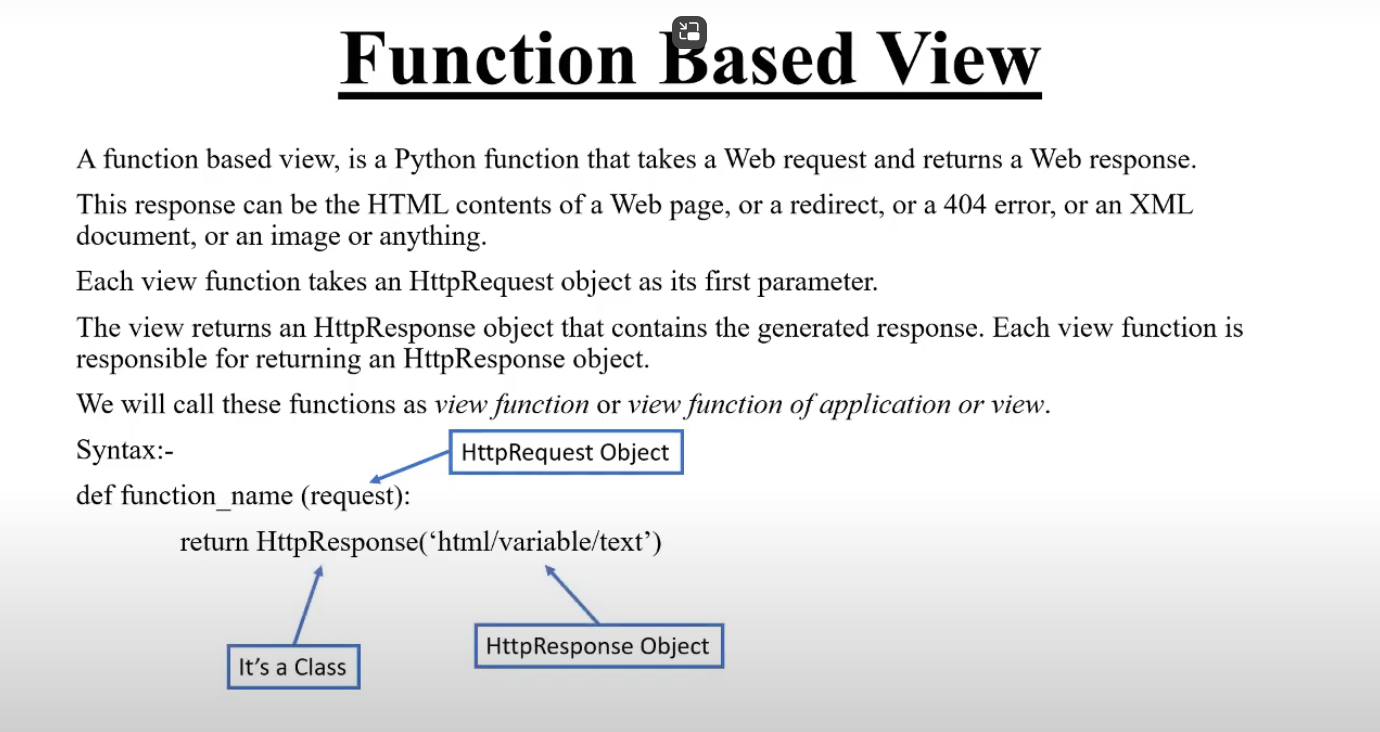 Function Based View
A function based view, is a Python function that takes a Web request and returns a Web response.
This response can be the HTML contents of a Web page, or a redirect, or a 404 error, or an XML
document, or an image or anything.
Each view function takes an HttpRequest object as its first parameter.
The view returns an HttpResponse object that contains the generated response. Each view function is
responsible for returning an HttpResponse object.
We will call these functions as view function or view function of application or view.
Syntax:-
HttpRequest Object
def function_name (request):
return HttpResponse(‘html/variable/text’)
HttpResponse Object
It’s a Class